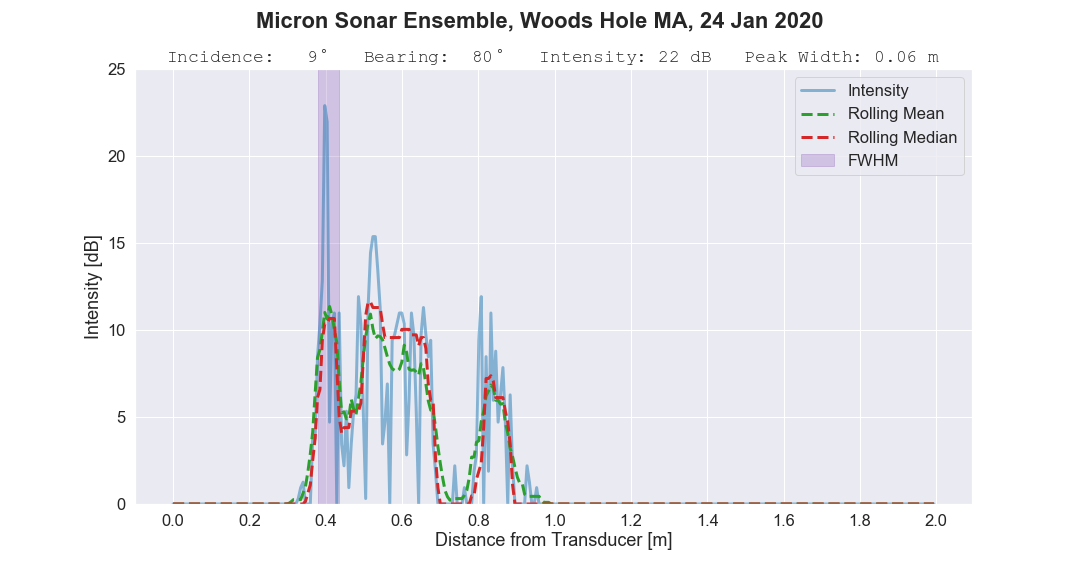 Micron Sonar Ensemble, Woods Hole MA, 24 Jan 2020
Incidence: 9° Bearing: 80° Intensity: 22 dB Peak Width: 0.06 m
25
20
15
10
5
0
Intensity [dB]
Intensity
Rolling Mean
Rolling Median
FWHM
0.0 0.2 0.4 0.6 0.8 1.0 1.2 1.4 1.6 1.8 2.0
Distance from Transducer [m]